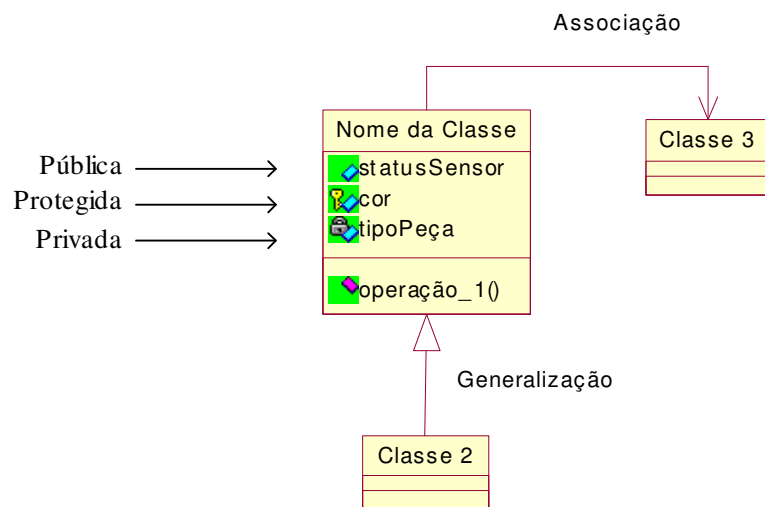 Associação
Nome da Classe
Classe 3
Pública
statusSensor
Protegida
cor
Privada
tipoPeça
operação_1()
Generalização
Classe 2